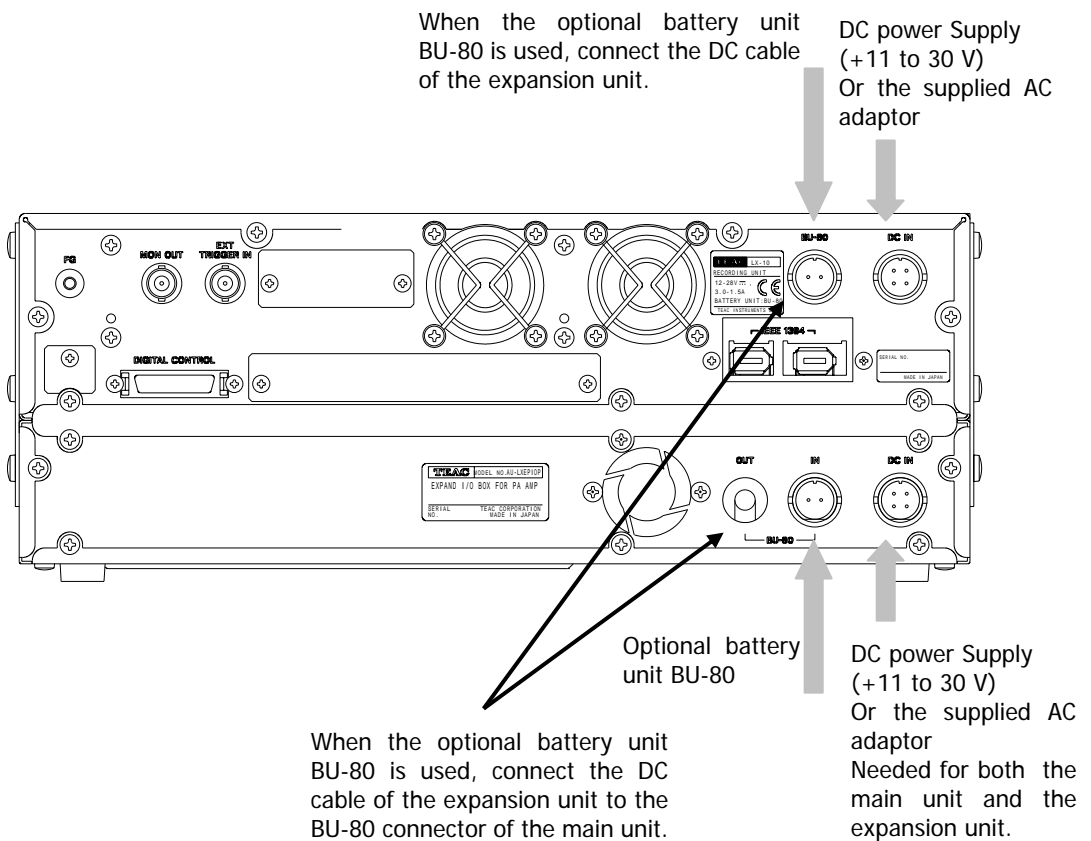 When the optional battery unit
BU-80 is used, connect the DC cable
of the expansion unit.
DC power Supply
(+11 to 30 V)
Or the supplied AC
adaptor
FG
MON OUT
EXT
TRIGGER IN
BU-80
DC IN
TEAC LX-10
RECORDING UNIT
12-28V
3.0-1.5A
CE
BATTERY UNIT:BU-80
TEAC INSTRUMENTS
IEEE 1394
DIGITAL CONTROL
SERIAL NO.
MADE IN JAPAN
TEAC MODEL NO.AU-LXEPIOP
EXPAND I/O BOX FOR PA AMP
SERIAL
NO.
TEAC CORPORATION
MADE IN JAPAN
OUT
IN
DC IN
BU-80
Optional battery
unit BU-80
DC power Supply
(+11 to 30 V)
Or the supplied AC
adaptor
Needed for both the
main unit and the
expansion unit.
When the optional battery unit
BU-80 is used, connect the DC
cable of the expansion unit to the
BU-80 connector of the main unit.